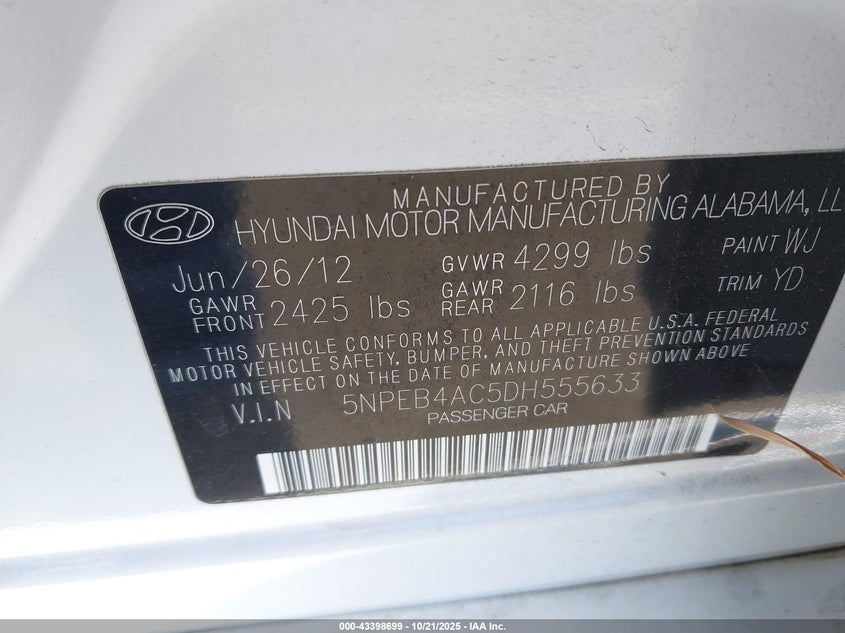 MANUFACTURED BY
HYUNDAI MOTOR MANUFACTURING ALABAMA, LL
Jun/26/12 GVWR 4299 lbs PAINT WJ
GAWR FRONT 2425 lbs GAWR REAR 2116 lbs TRIM YD
THIS VEHICLE CONFORMS TO ALL APPLICABLE U.S.A. FEDERAL
MOTOR VEHICLE SAFETY, BUMPER, AND THEFT PREVENTION STANDARDS
IN EFFECT ON THE DATE OF MANUFACTURE SHOWN ABOVE
V.I.N 5NPEB4AC5DH555633
PASSENGER CAR
000-43398699 - 10/21/2025 - IAA Inc.